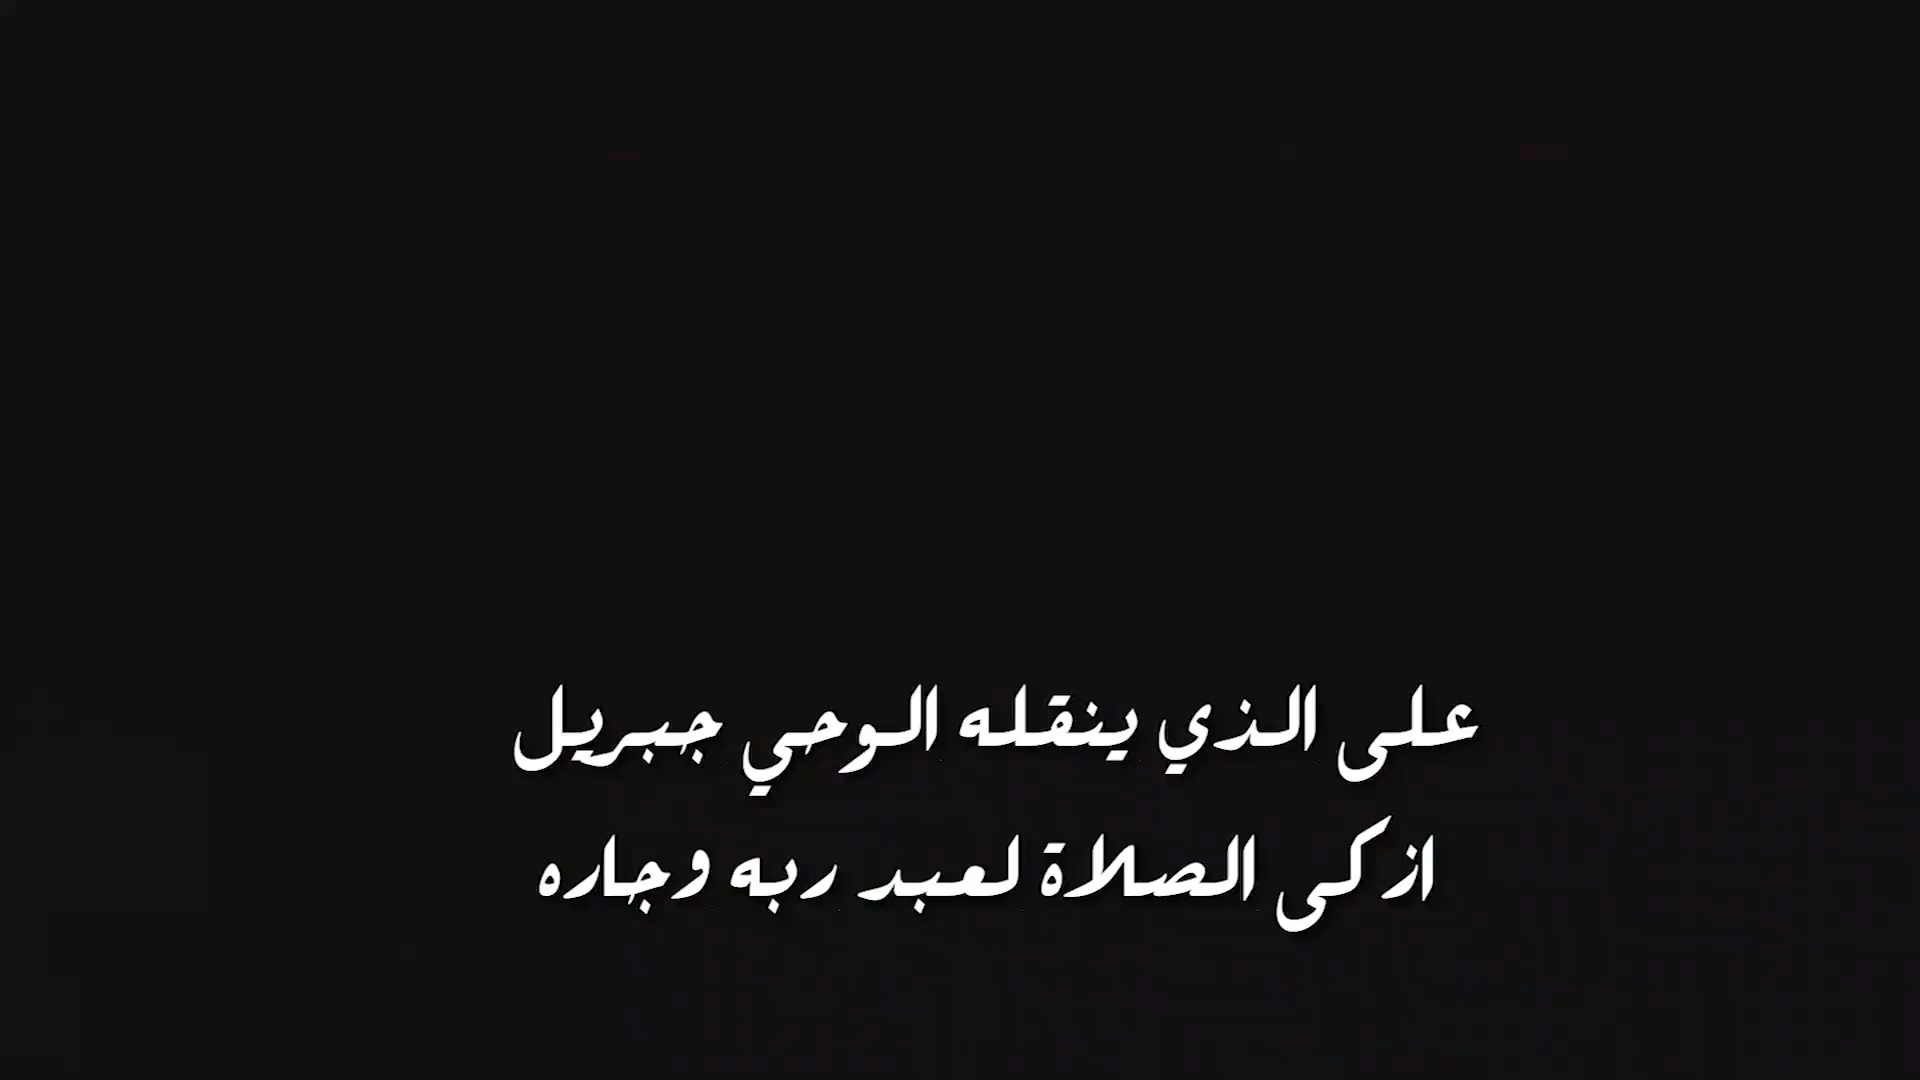 على الذي ينقله الوحي جبريل
ازكى الصلاة لعبد ربه وجاره